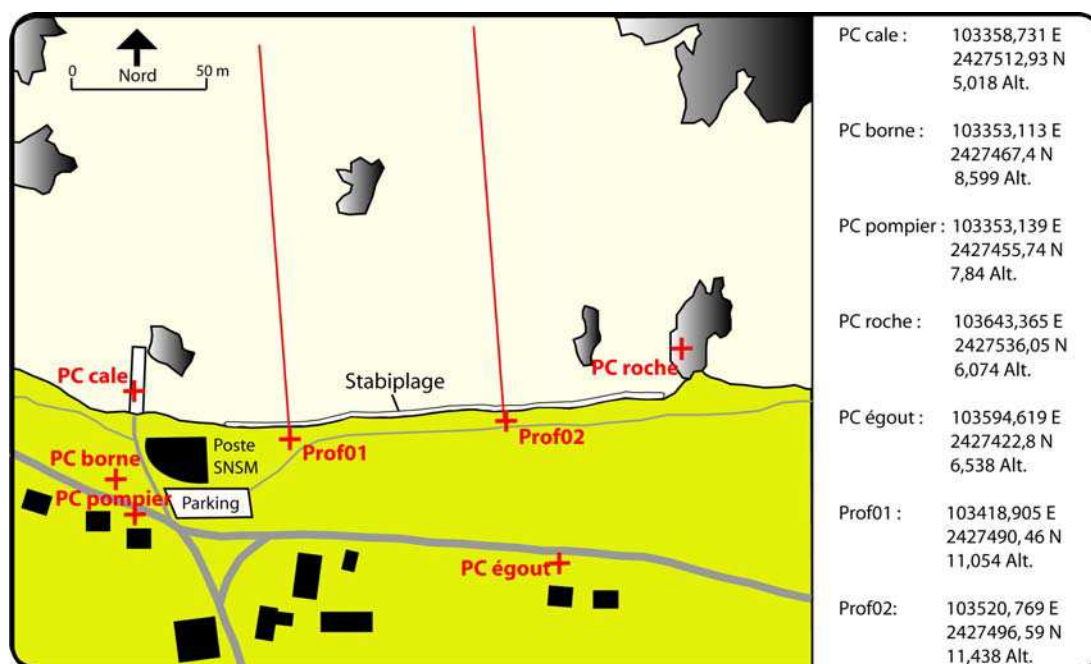 0 50 m
Nord
PC cale
Stabiplage
PC roche
Prof01
Prof02
Poste
SNSM
PC borne
PC pompier
Parking
PC égout
PC cale : 103358,731 E
2427512,93 N
5,018 Alt.
PC borne : 103353,113 E
2427467,4 N
8,599 Alt.
PC pompier : 103353,139 E
2427455,74 N
7,84 Alt.
PC roche : 103643,365 E
2427536,05 N
6,074 Alt.
PC égout : 103594,619 E
2427422,8 N
6,538 Alt.
Prof01 : 103418,905 E
2427490, 46 N
11,054 Alt.
Prof02: 103520, 769 E
2427496, 59 N
11,438 Alt.